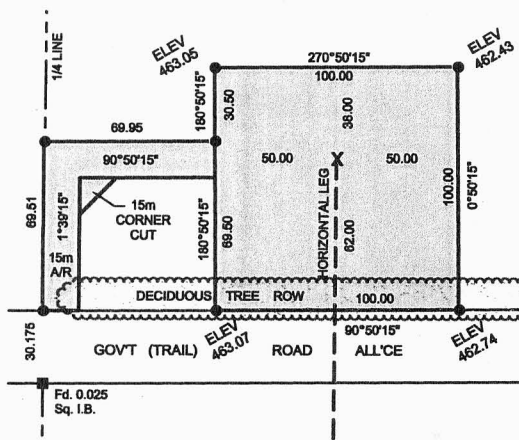 ELEV
463.05
270°50'15"
100.00
ELEV
462.43
1/4 LINE
180°50'15"
30.50
38.00
69.95
90°50'15"
50.00
X
50.00
100.00
0°50'15"
69.51
1°39'15"
15m
CORNER
CUT
180°50'15"
69.50
HORIZONTAL LEG
62.00
15m
A/R
DECIDUOUS TREE ROW
100.00
90°50'15"
30.175
GOV'T (TRAIL) ROAD ALL'CE
ELEV
463.07
ELEV
462.74
Fd. 0.025
Sq. I.B.